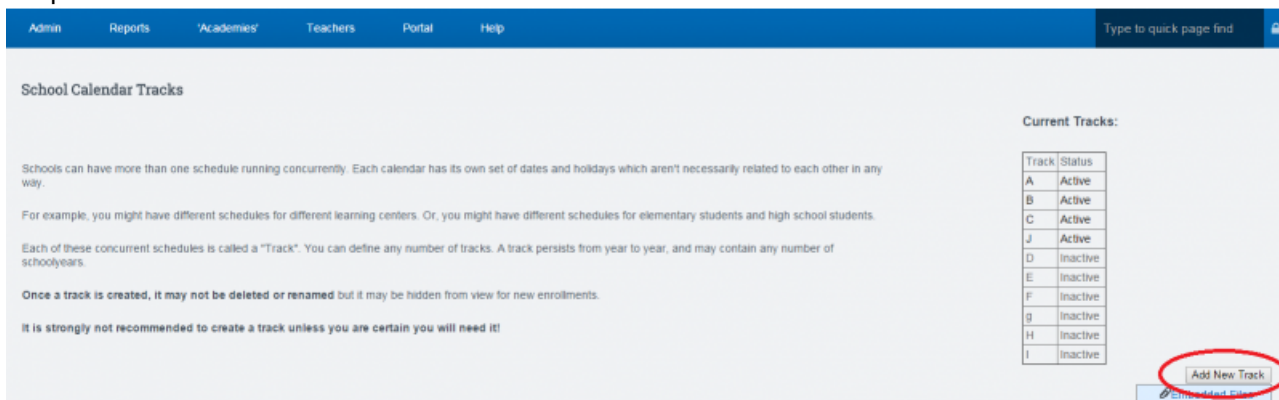 Admin Reports 'Academies' Teachers Portal Help Type to quick page find
School Calendar Tracks
Current Tracks:
Schools can have more than one schedule running concurrently. Each calendar has its own set of dates and holidays which aren't necessarily related to each other in any
way.
For example, you might have different schedules for different learning centers. Or, you might have different schedules for elementary students and high school students.
Each of these concurrent schedules is called a "Track". You can define any number of tracks. A track persists from year to year, and may contain any number of
schoolyears.
Once a track is created, it may not be deleted or renamed but it may be hidden from view for new enrollments.
It is strongly not recommended to create a track unless you are certain you will need it!
Track Status
A Active
B Active
C Active
J Active
D Inactive
E Inactive
F Inactive
g Inactive
H Inactive
I Inactive
Add New Track
Embedded Files